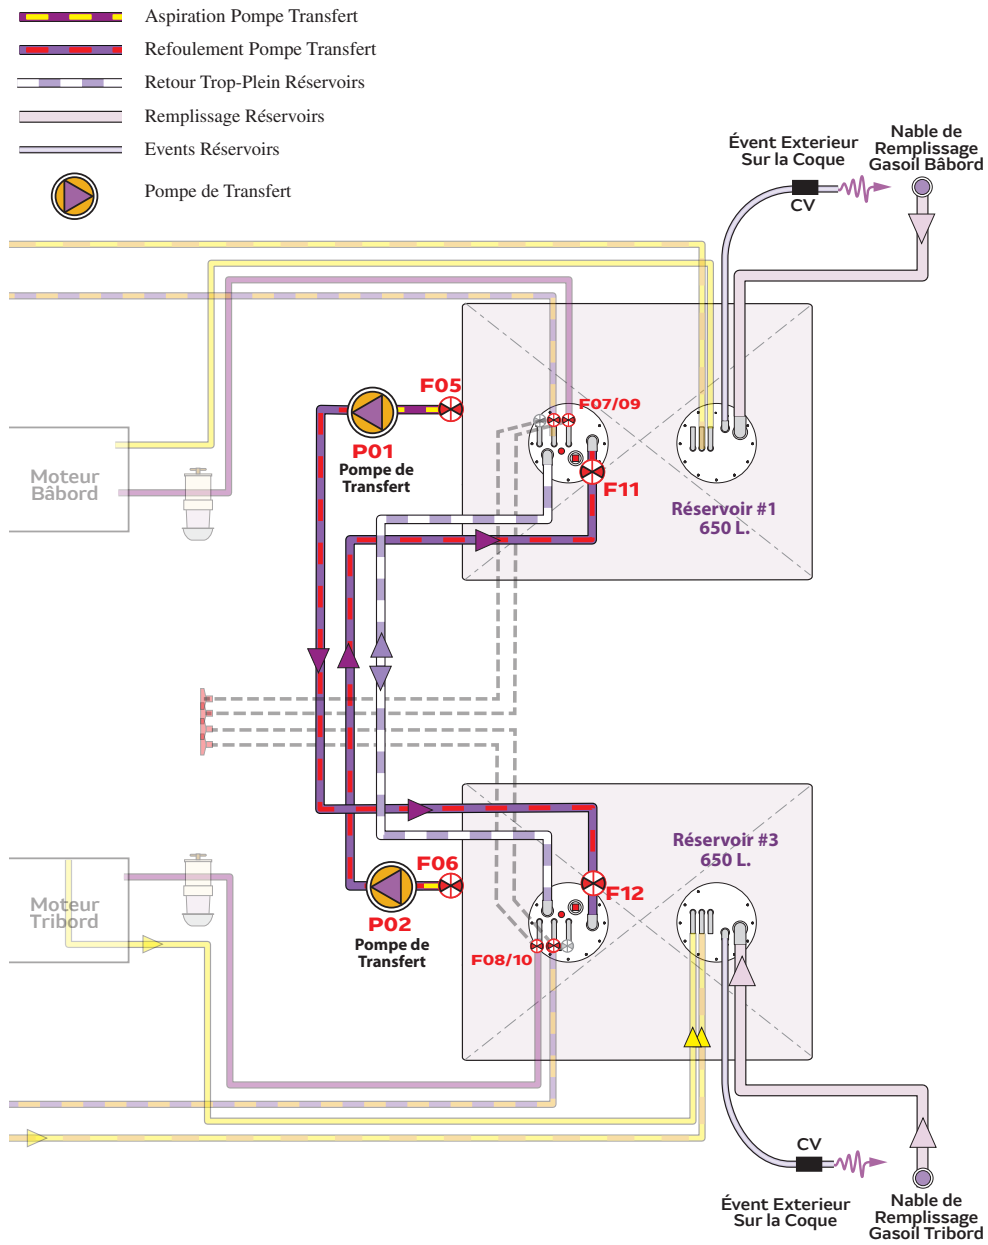 Aspiration Pompe Transfert
Refoulement Pompe Transfert
Retour Trop-Plein Réservoirs
Remplissage Réservoirs
Events Réservoirs
Pompe de Transfert
Évent Exterieur
Sur la Coque
CV
Nable de
Remplissage
Gasoil Bâbord
F05
F07/09
P01
Pompe de
Transfert
F11
Moteur
Bâbord
Réservoir #1
650 L.
Réservoir #3
650 L.
F06
F12
P02
Pompe de
Transfert
Moteur
Tribord
F08/10
CV
Évent Exterieur
Sur la Coque
Nable de
Remplissage
Gasoil Tribord